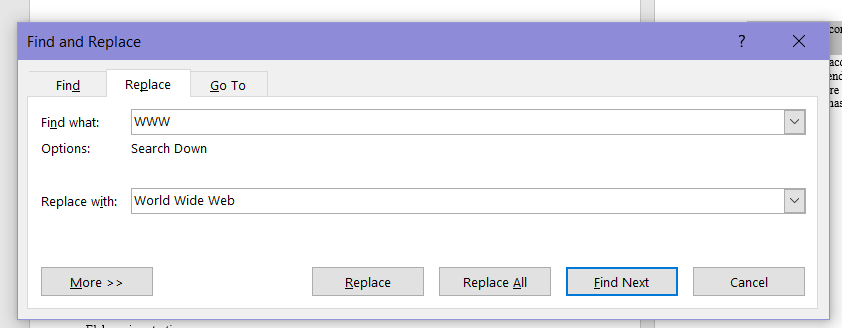 Find and Replace ? ×
Find Replace Go To
Find what: WWW
Options: Search Down
Replace with: World Wide Web
More >> Replace Replace All Find Next Cancel